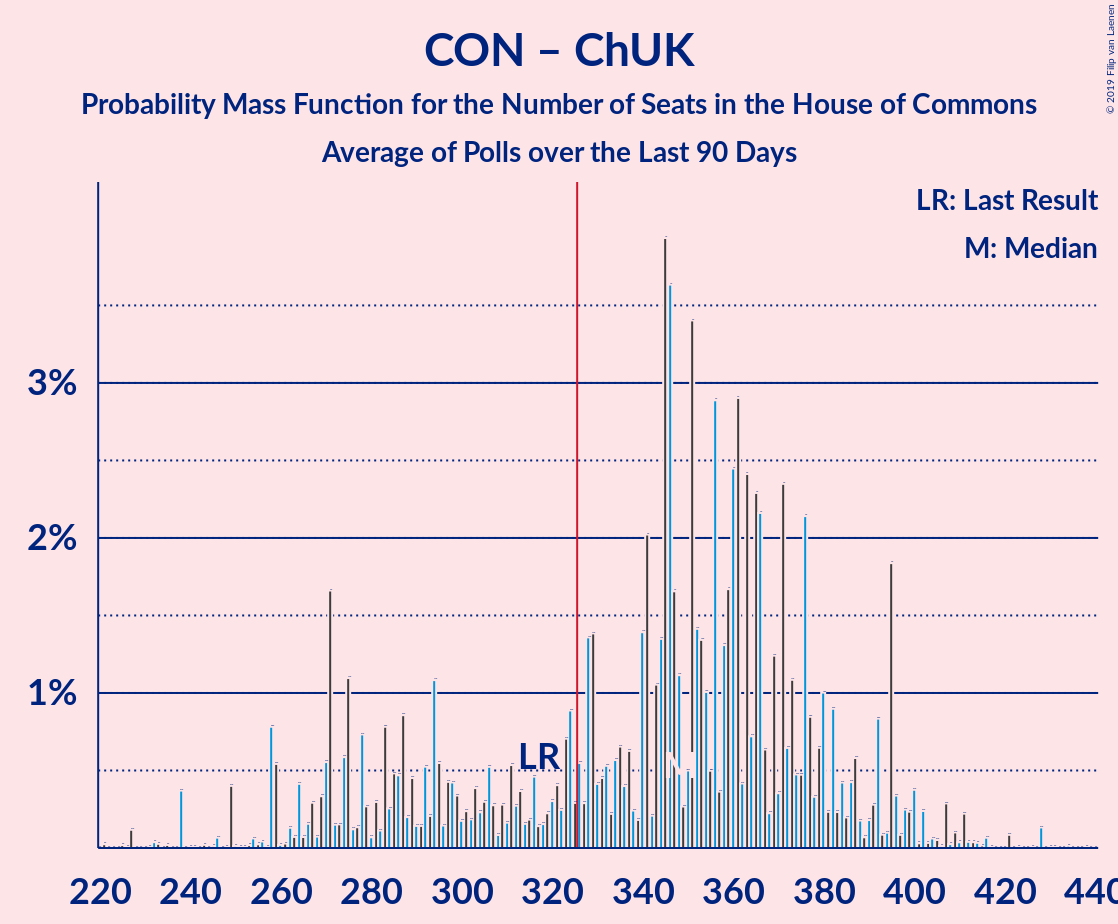 CON – ChUK
Probability Mass Function for the Number of Seats in the House of Commons
Average of Polls over the Last 90 Days
© 2019 Filip van Laenen
LR: Last Result
M: Median
3%
2%
1%
LR
M
220 240 260 280 300 320 340 360 380 400 420 440